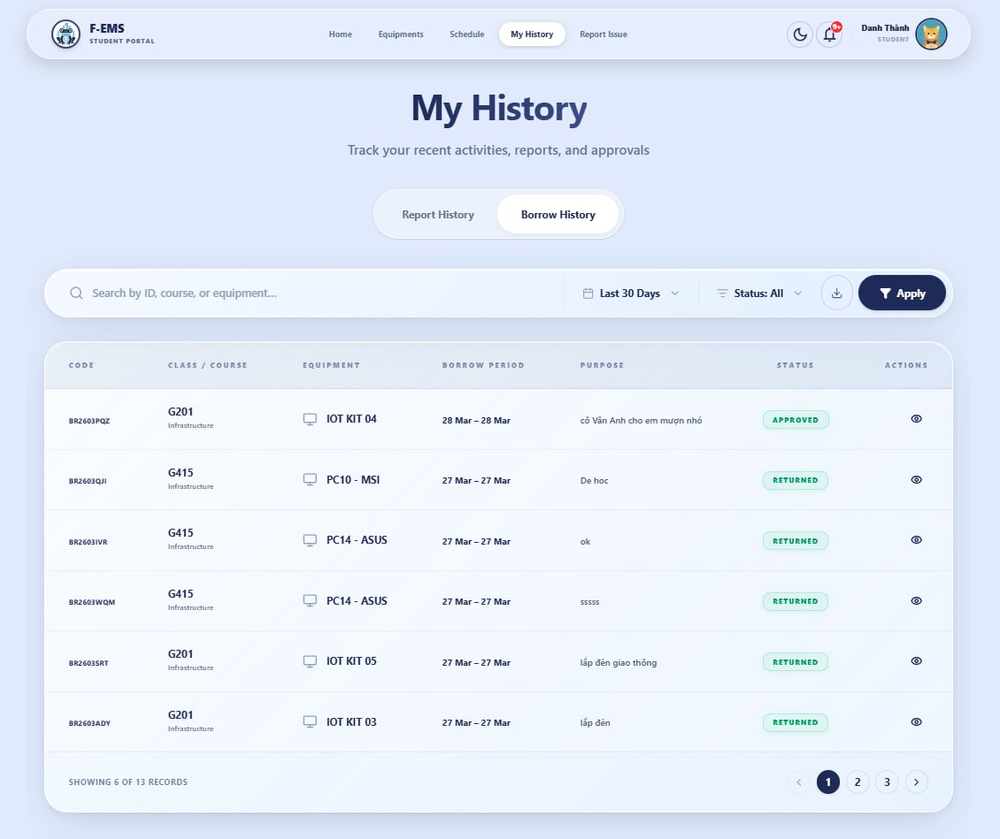 F-EMS
STUDENT PORTAL
Home Equipments Schedule My History Report Issue
9+
Danh Thành
STUDENT
My History
Track your recent activities, reports, and approvals
Report History Borrow History
Search by ID, course, or equipment... Last 30 Days Status: All Apply
CODE CLASS / COURSE EQUIPMENT BORROW PERIOD PURPOSE STATUS ACTIONS
BR2603PQZ G201 Infrastructure IOT KIT 04 28 Mar – 28 Mar cô Vân Anh cho em mượn nhó APPROVED
BR2603QJI G415 Infrastructure PC10 - MSI 27 Mar – 27 Mar De hoc RETURNED
BR2603IVR G415 Infrastructure PC14 - ASUS 27 Mar – 27 Mar ok RETURNED
BR2603WQM G415 Infrastructure PC14 - ASUS 27 Mar – 27 Mar sssss RETURNED
BR2603SRT G201 Infrastructure IOT KIT 05 27 Mar – 27 Mar lắp đèn giao thông RETURNED
BR2603ADY G201 Infrastructure IOT KIT 03 27 Mar – 27 Mar lắp đèn RETURNED
SHOWING 6 OF 13 RECORDS 1 2 3